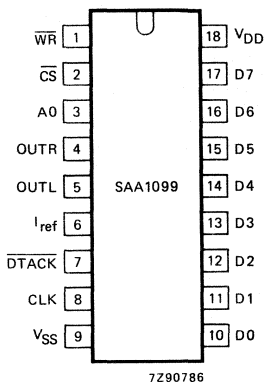 WR 1 18 VDD
CS 2 17 D7
A0 3 16 D6
OUTR 4 15 D5
OUTL 5 SAA1099 14 D4
Iref 6 13 D3
DTACK 7 12 D2
CLK 8 11 D1
VSS 9 10 D0
7Z90786